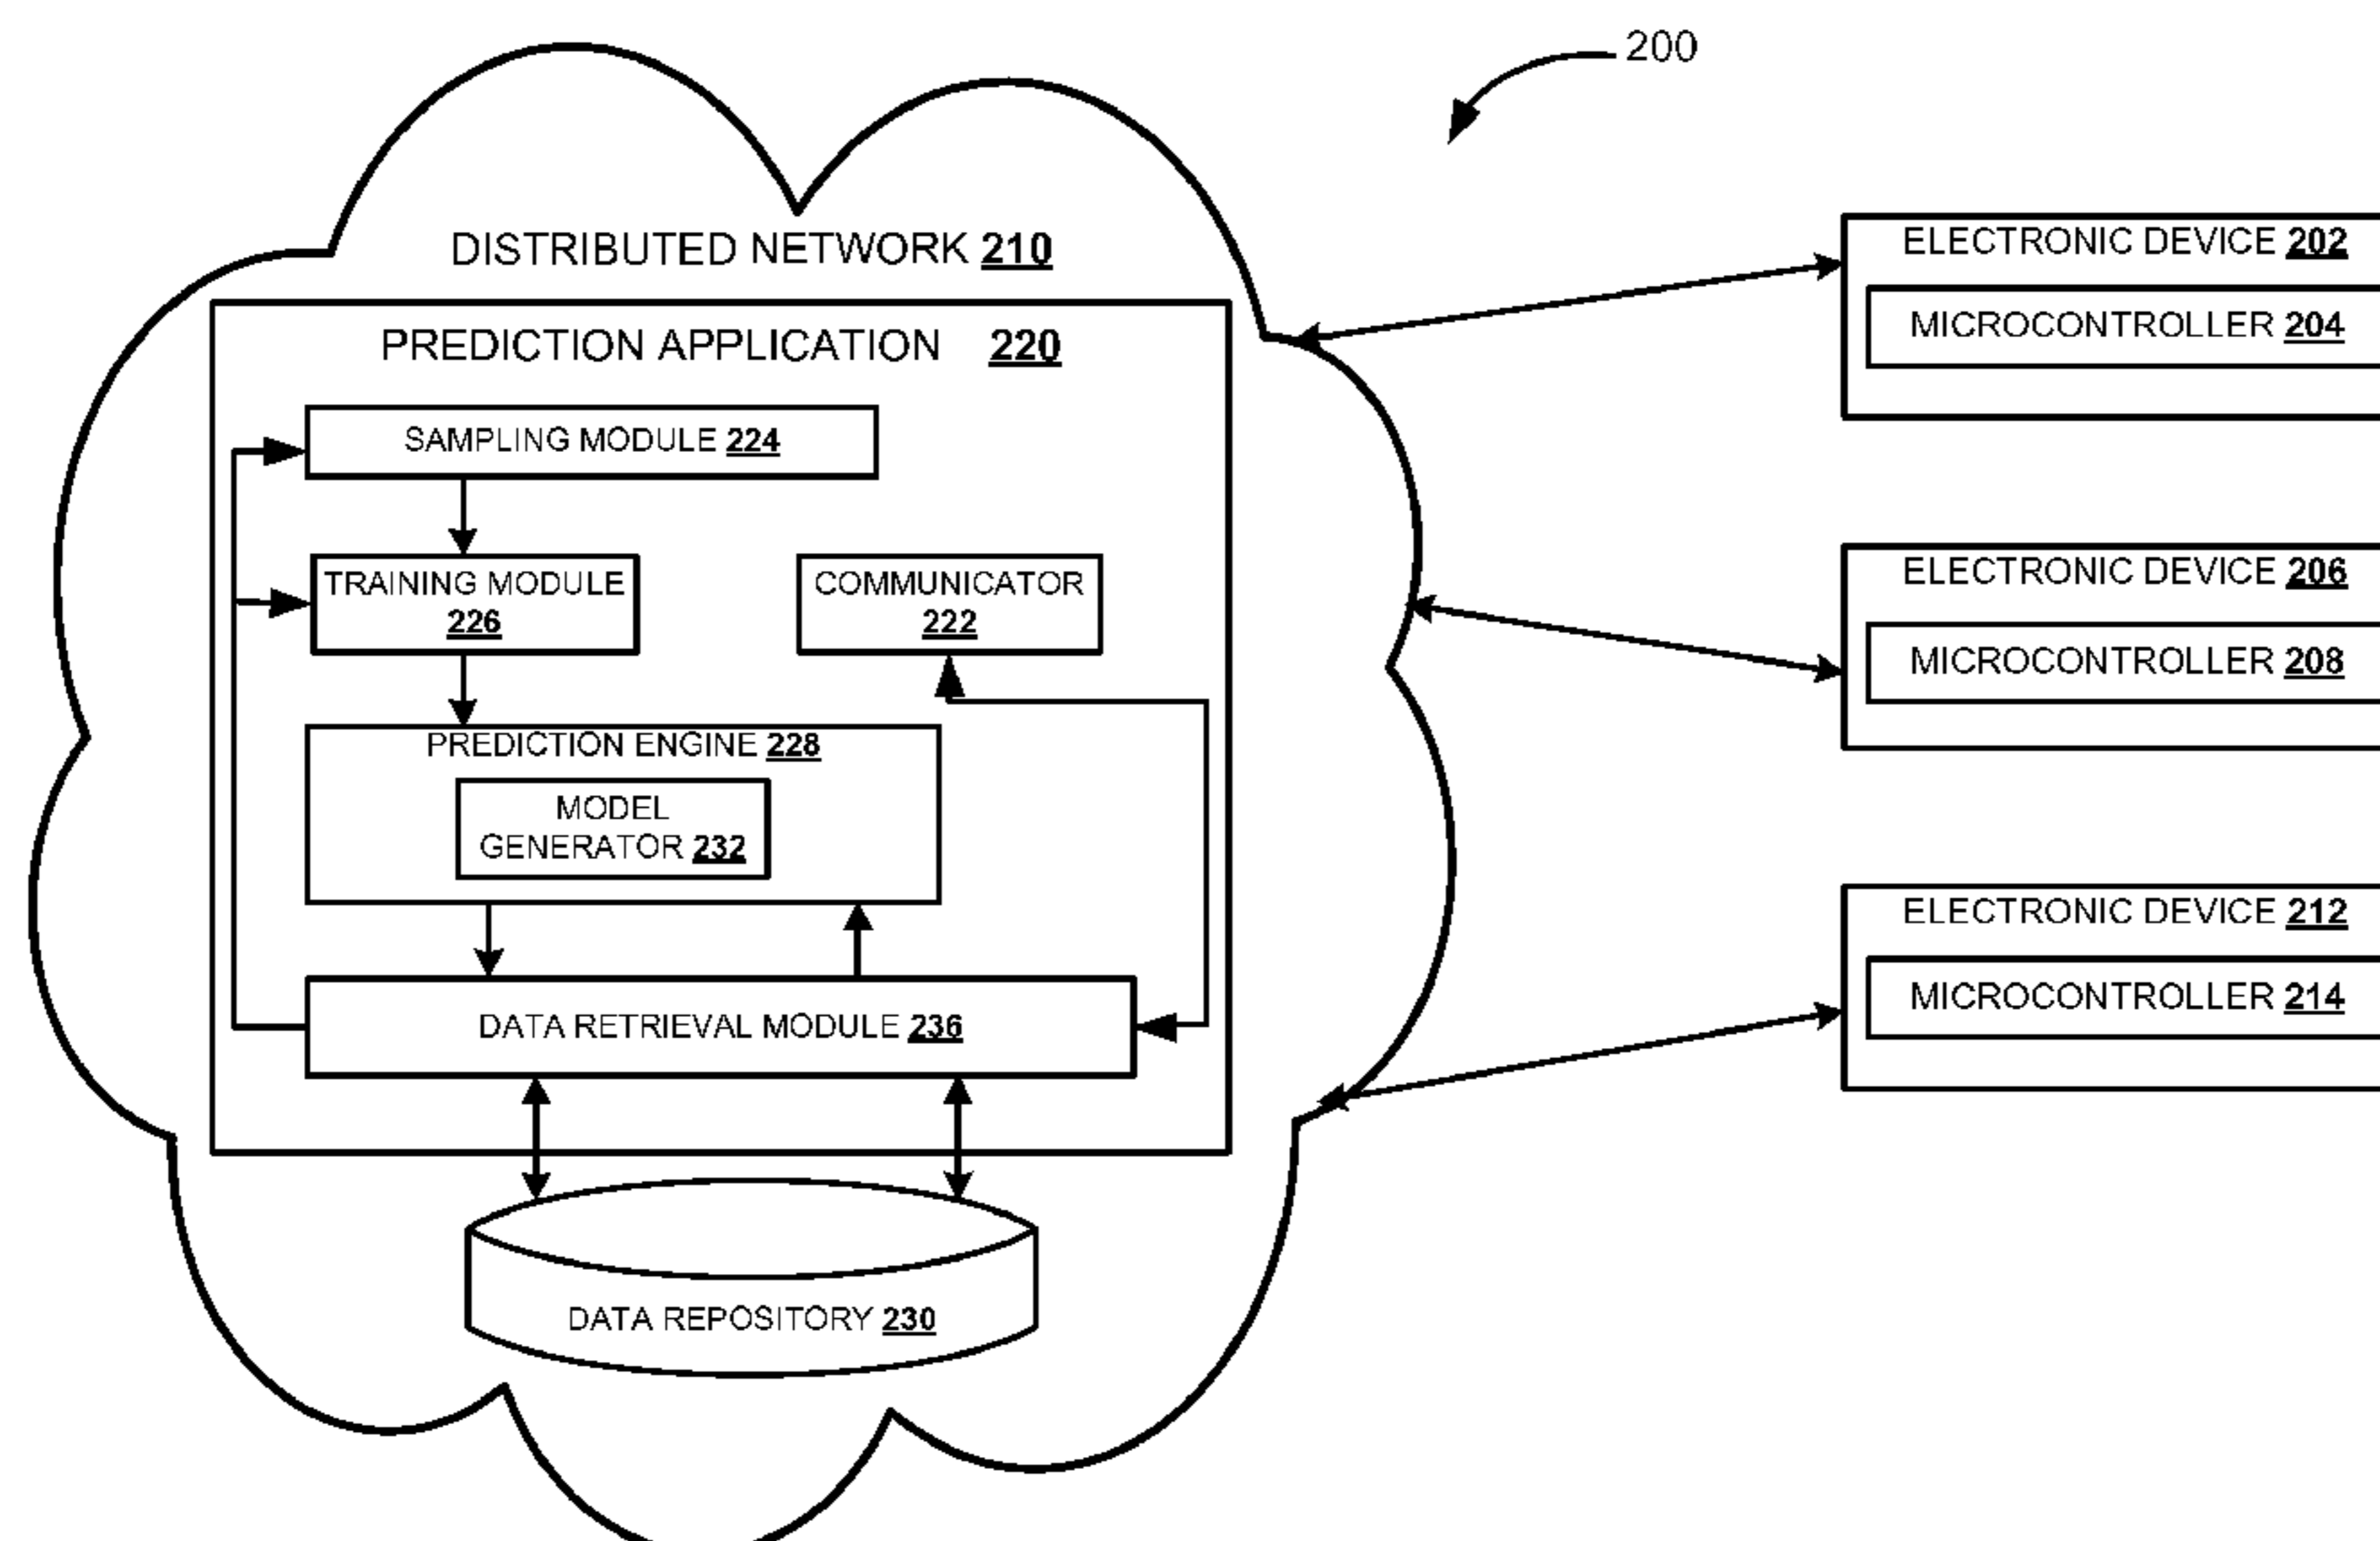 200
DISTRIBUTED NETWORK 210
PREDICTION APPLICATION 220
SAMPLING MODULE 224
TRAINING MODULE
226
COMMUNICATOR
222
PREDICTION ENGINE 228
MODEL
GENERATOR 232
DATA RETRIEVAL MODULE 236
DATA REPOSITORY 230
ELECTRONIC DEVICE 202
MICROCONTROLLER 204
ELECTRONIC DEVICE 206
MICROCONTROLLER 208
ELECTRONIC DEVICE 212
MICROCONTROLLER 214